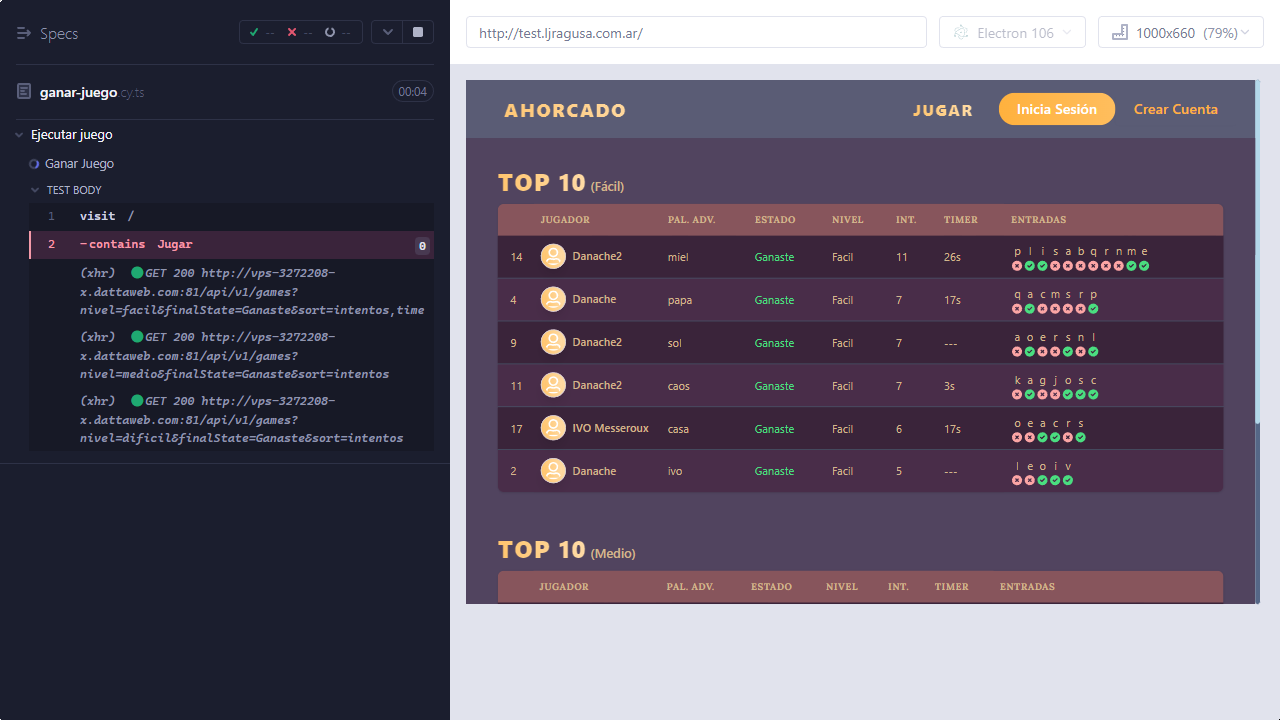 Specs
--
--
--
ganar-juego.cy.ts
00:04
Ejecutar juego
Ganar Juego
TEST BODY
1 visit /
2 -contains Jugar 0
(xhr) GET 200 http://vps-3272208-
x.dattaweb.com:81/api/v1/games?
nivel=facil&finalState=Ganaste&sort=intentos,time
(xhr) GET 200 http://vps-3272208-
x.dattaweb.com:81/api/v1/games?
nivel=medio&finalState=Ganaste&sort=intentos
(xhr) GET 200 http://vps-3272208-
x.dattaweb.com:81/api/v1/games?
nivel=dificil&finalState=Ganaste&sort=intentos
http://test.ljragusa.com.ar/
Electron 106
1000x660 (79%)
AHORCADO
JUGAR
Inicia Sesión
Crear Cuenta
TOP 10 (Fácil)
JUGADOR PAL. ADV. ESTADO NIVEL INT. TIMER ENTRADAS
14 Danache2 miel Ganaste Facil 11 26s p l i s a b q r n m e
4 Danache papa Ganaste Facil 7 17s q a c m s r p
9 Danache2 sol Ganaste Facil 7 --- a o e r s n l
11 Danache2 caos Ganaste Facil 7 3s k a g j o s c
17 IVO Messeroux casa Ganaste Facil 6 17s o e a c r s
2 Danache ivo Ganaste Facil 5 --- l e o i v
TOP 10 (Medio)
JUGADOR PAL. ADV. ESTADO NIVEL INT. TIMER ENTRADAS